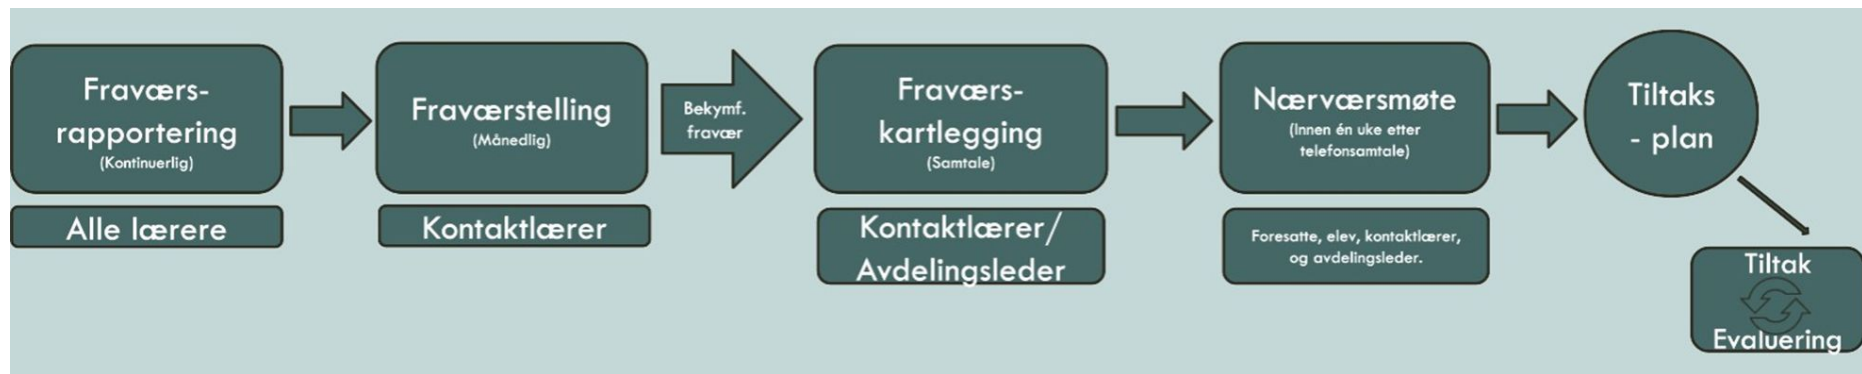 Fraværs-
rapportering
(Kontinuerlig)
Alle lærere
Fraværstelling
(Månedlig)
Kontaktlærer
Bekymf.
fravær
Fraværs-
kartlegging
(Samtale)
Kontaktlærer/
Avdelingsleder
Nærværsmøte
(Innen én uke etter
telefonsamtale)
Foresatte, elev, kontaktlærer,
og avdelingsleder.
Tiltaks
- plan
Tiltak
Evaluering